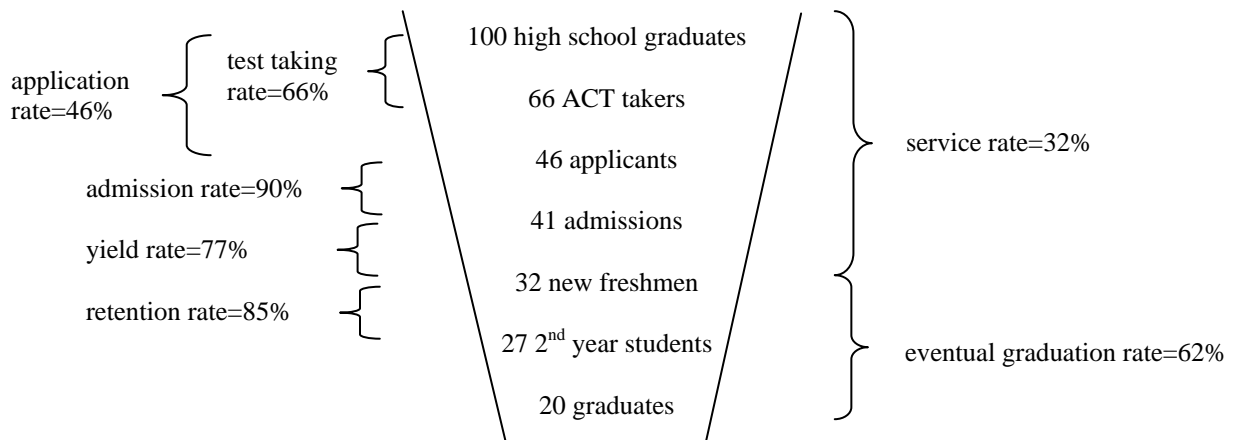 100 high school graduates
test taking
rate=66%
application
rate=46%
66 ACT takers
service rate=32%
46 applicants
admission rate=90%
41 admissions
yield rate=77%
32 new freshmen
retention rate=85%
27 2nd year students
eventual graduation rate=62%
20 graduates